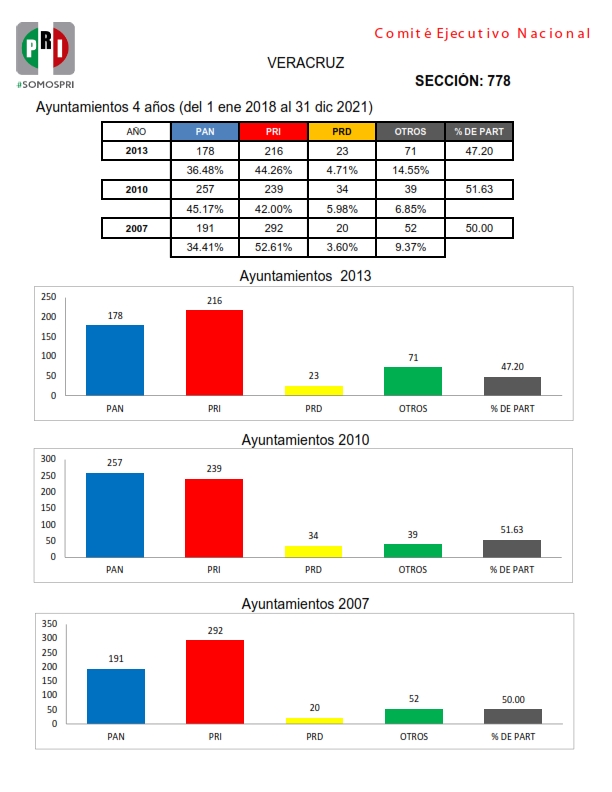 Comité Ejecutivo Nacional
PRI
#SOMOSPRI
VERACRUZ
SECCIÓN: 778
Ayuntamientos 4 años (del 1 ene 2018 al 31 dic 2021)
AÑO PAN PRI PRD OTROS % DE PART
2013 178 216 23 71 47.20
36.48% 44.26% 4.71% 14.55%
2010 257 239 34 39 51.63
45.17% 42.00% 5.98% 6.85%
2007 191 292 20 52 50.00
34.41% 52.61% 3.60% 9.37%
Ayuntamientos 2013
250
200
150
100
50
0
178 216 23 71 47.20
PAN PRI PRD OTROS % DE PART
Ayuntamientos 2010
300
250
200
150
100
50
0
257 239 34 39 51.63
PAN PRI PRD OTROS % DE PART
Ayuntamientos 2007
350
300
250
200
150
100
50
0
191 292 20 52 50.00
PAN PRI PRD OTROS % DE PART